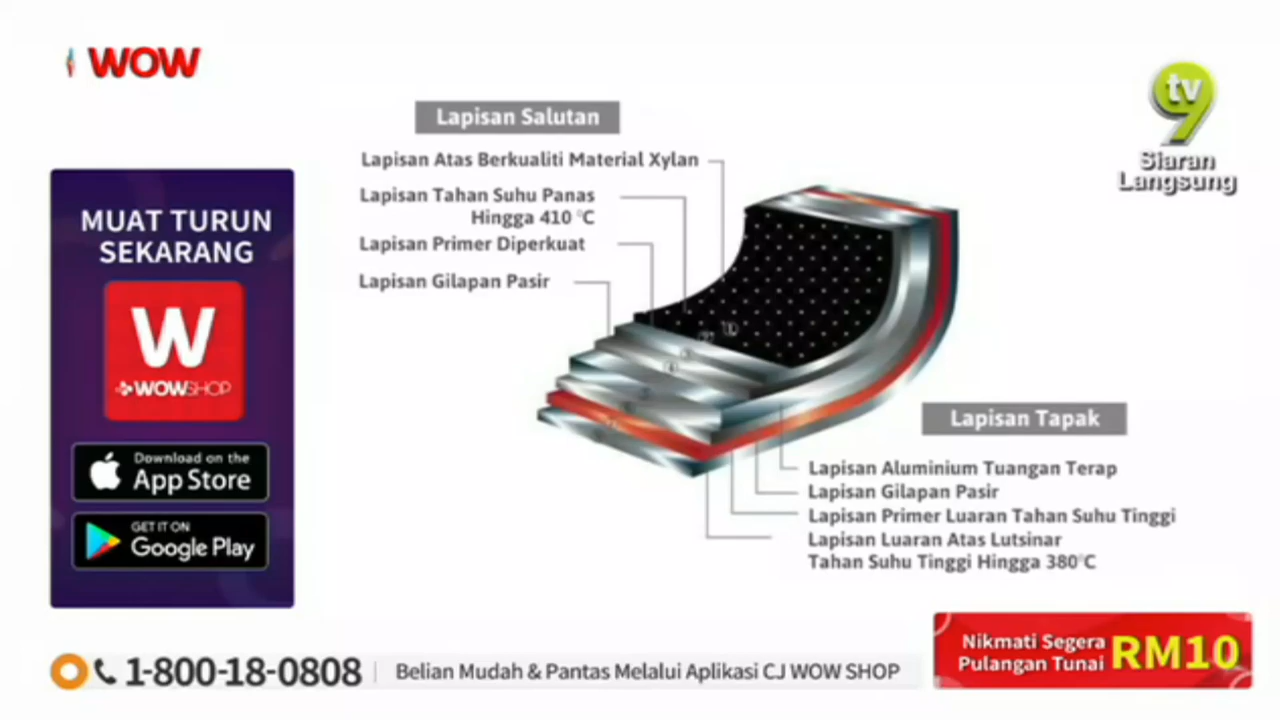 WOW
tv
9
Siaran
Langsung
MUAT TURUN
SEKARANG
W
WOWSHOP
Download on the
App Store
GET IT ON
Google Play
Lapisan Salutan
Lapisan Atas Berkualiti Material Xylan
Lapisan Tahan Suhu Panas
Hingga 410 °C
Lapisan Primer Diperkuat
Lapisan Gilapan Pasir
Lapisan Tapak
Lapisan Aluminium Tuangan Terap
Lapisan Gilapan Pasir
Lapisan Primer Luaran Tahan Suhu Tinggi
Lapisan Luaran Atas Lutsinar
Tahan Suhu Tinggi Hingga 380°C
1-800-18-0808
Belian Mudah & Pantas Melalui Aplikasi CJ WOW SHOP
Nikmati Segera
Pulangan Tunai RM10